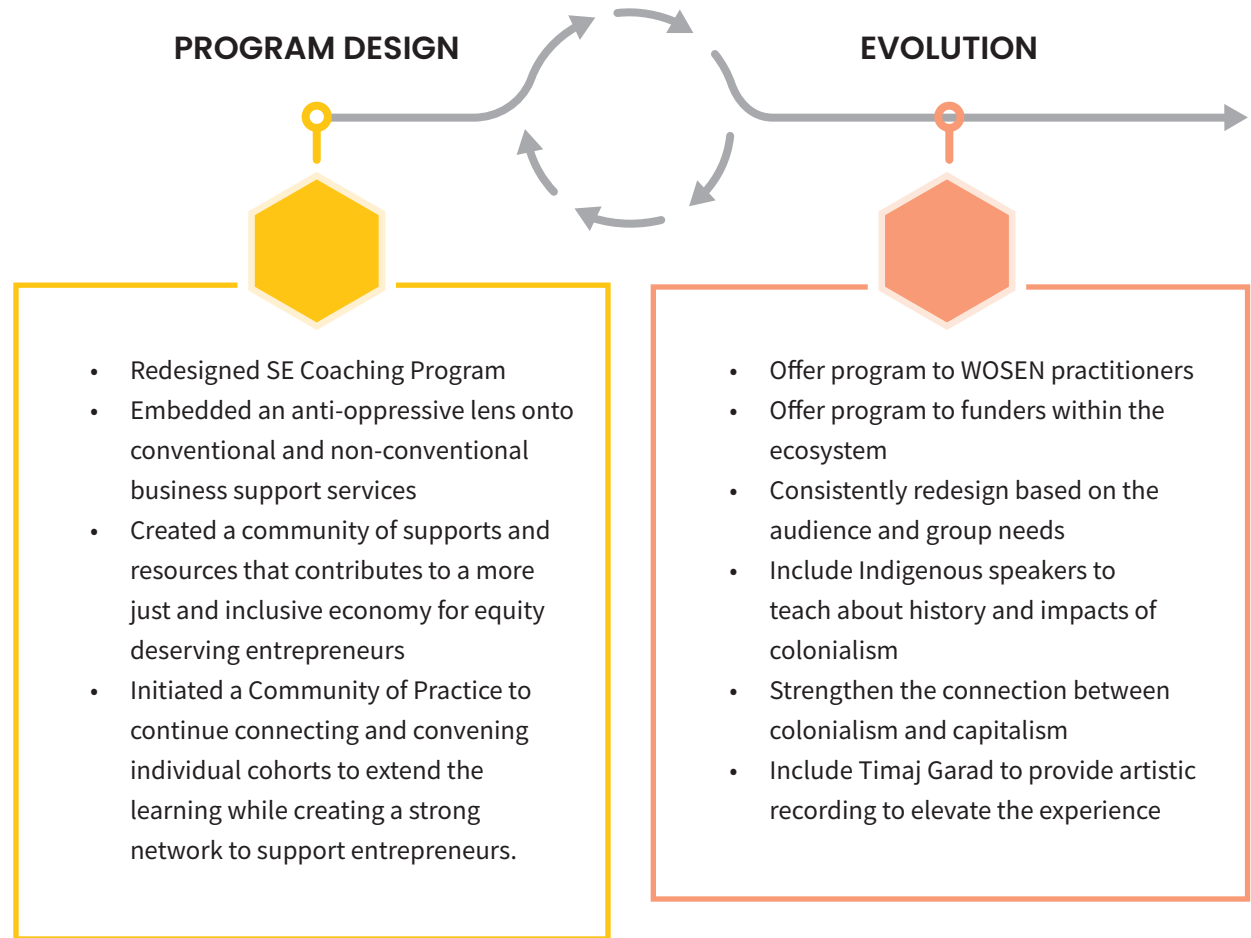 PROGRAM DESIGN
• Redesigned SE Coaching Program
• Embedded an anti-oppressive lens onto
conventional and non-conventional
business support services
• Created a community of supports and
resources that contributes to a more
just and inclusive economy for equity
deserving entrepreneurs
• Initiated a Community of Practice to
continue connecting and convening
individual cohorts to extend the
learning while creating a strong
network to support entrepreneurs.
EVOLUTION
• Offer program to WOSEN practitioners
• Offer program to funders within the
ecosystem
• Consistently redesign based on the
audience and group needs
• Include Indigenous speakers to
teach about history and impacts of
colonialism
• Strengthen the connection between
colonialism and capitalism
• Include Timaj Garad to provide artistic
recording to elevate the experience